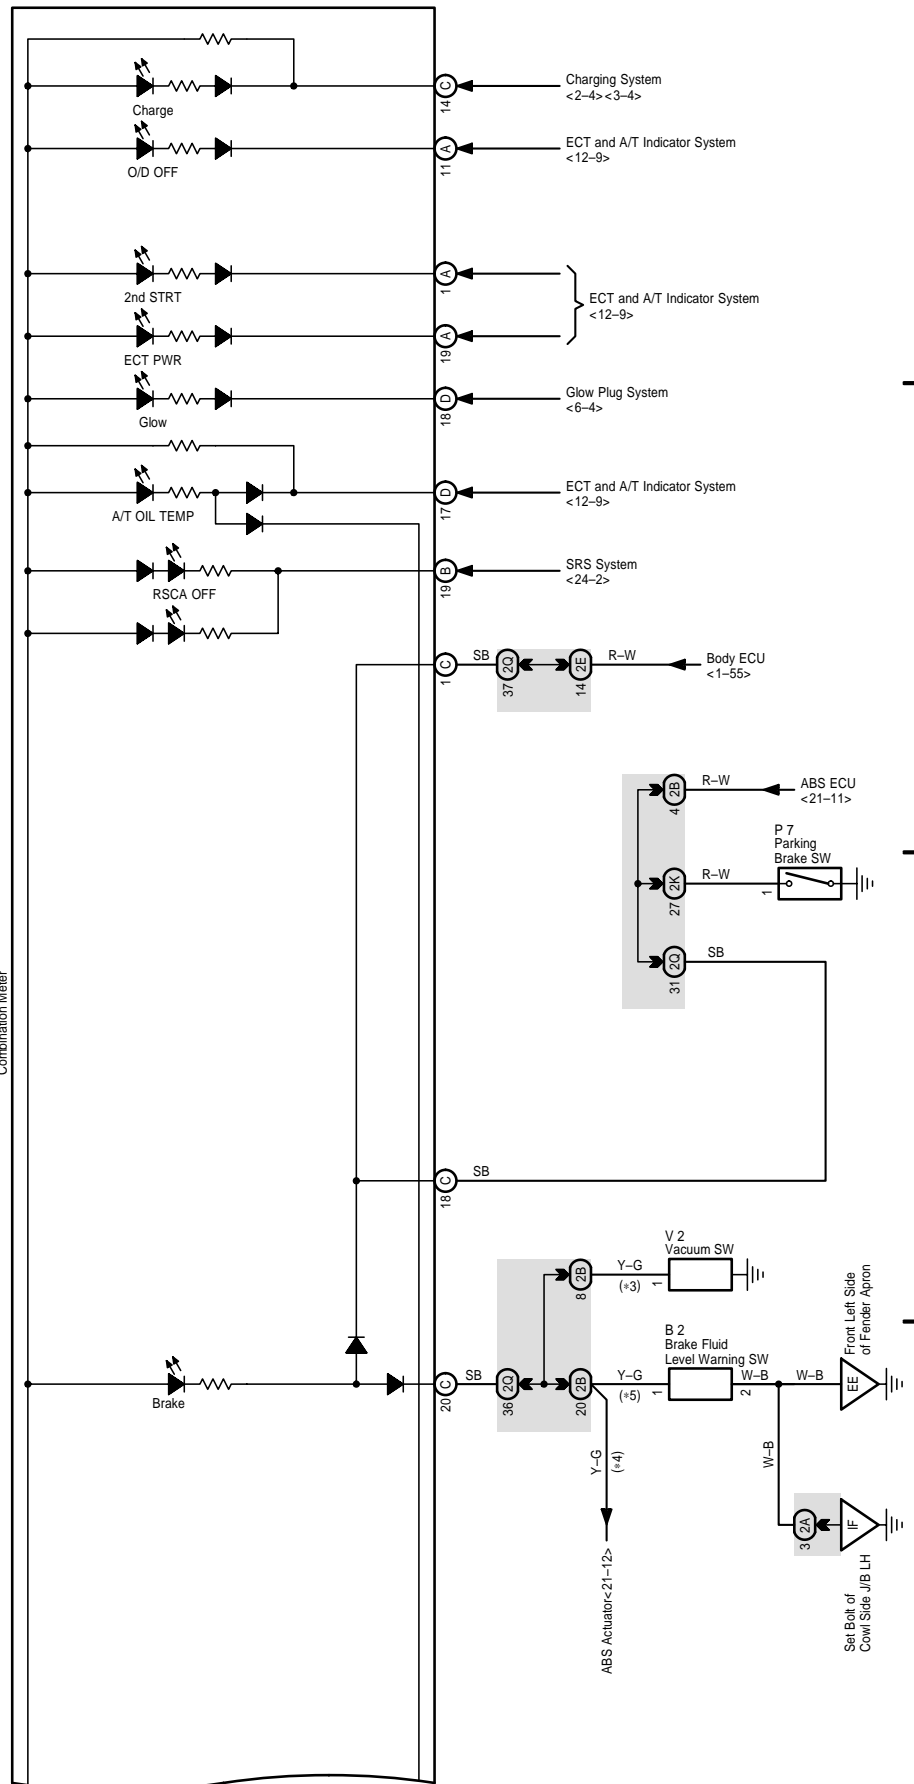 Charge
14
C
Charging System
<2–4><3–4>
O/D OFF
11
A
ECT and A/T Indicator System
<12–9>
2nd STRT
1
A
ECT PWR
19
A
ECT and A/T Indicator System
<12–9>
Glow
18
D
Glow Plug System
<6–4>
A/T OIL TEMP
17
D
ECT and A/T Indicator System
<12–9>
RSCA OFF
19
B
SRS System
<24–2>
1
C
SB
37
2Q
14
2E
R–W
Body ECU
<1–55>
4
2B
R–W
ABS ECU
<21–11>
P 7
Parking
Brake SW
27
2K
R–W
1
31
2Q
SB
Combination Meter
18
C
SB
V 2
Vacuum SW
8
2B
Y–G
(*3)
1
Front Left Side
of Fender Apron
B 2
Brake Fluid
Level Warning SW
Brake
20
C
SB
36
2Q
20
2B
Y–G
(*5)
1
2
W–B
W–B
EE
Y–G
(*4)
W–B
3
2A
IF
ABS Actuator<21–12>
Set Bolt of
Cowl Side J/B LH